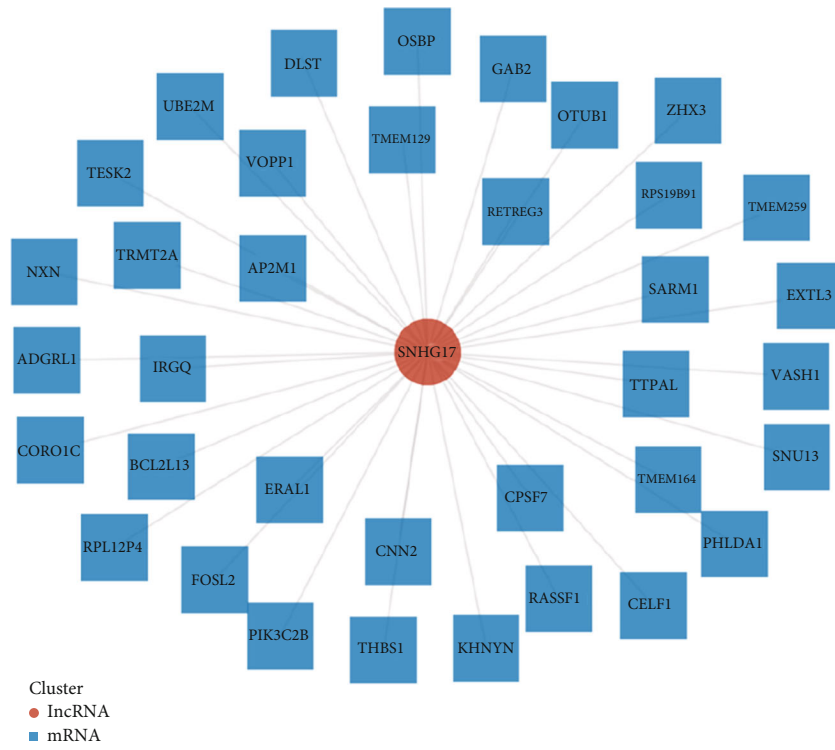 OSBP
DLST
GAB2
UBE2M
OTUB1
ZHX3
TMEM129
VOPP1
TESK2
RPS19B91
TMEM259
RETREG3
TRMT2A
NXN
AP2M1
SARM1
EXTL3
SNHG17
ADGRL1
IRGQ
TTPAL
VASH1
CORO1C
BCL2L13
SNU13
TMEM164
ERAL1
CPSF7
RPL12P4
PHLDA1
CNN2
FOSL2
RASSF1
CELF1
PIK3C2B
THBS1
KHNYN
Cluster
IncRNA
mRNA